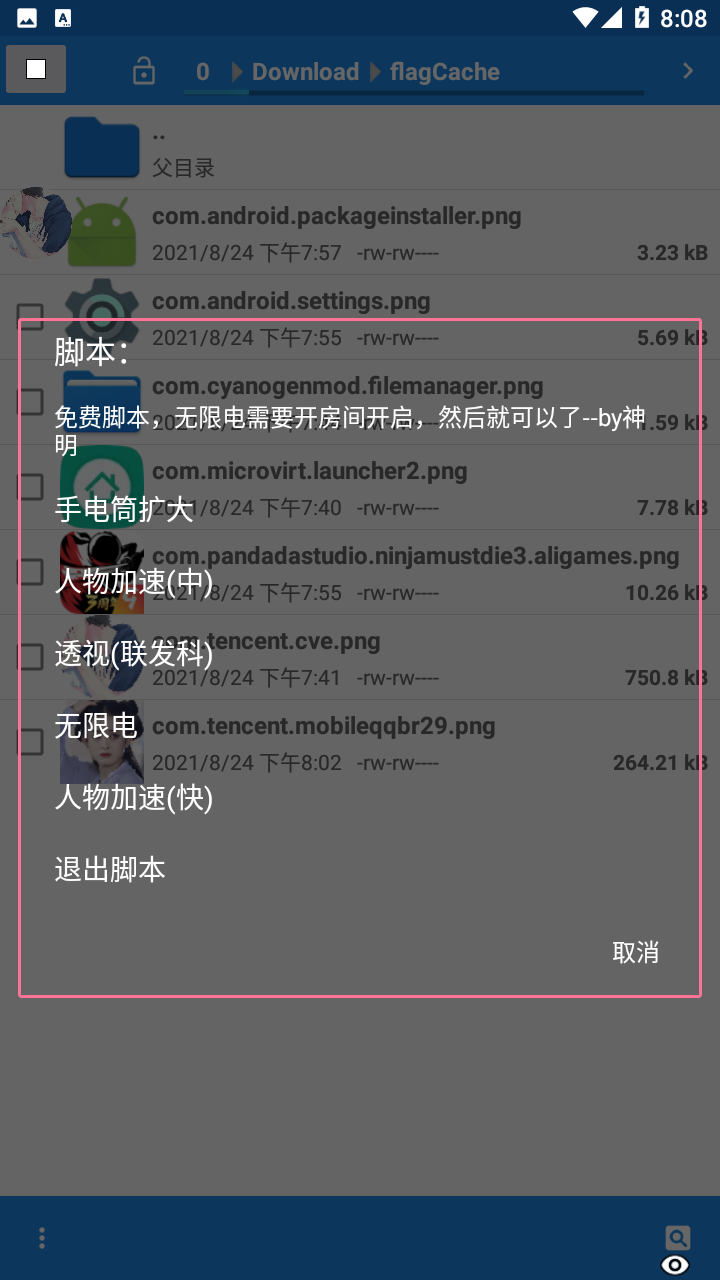 8:08
0 Download flagCache
..
父目录
com.android.packageinstaller.png
2021/8/24 下午7:57 -rw-rw---- 3.23 kB
com.android.settings.png
2021/8/24 下午7:55 -rw-rw---- 5.69 kB
脚本：
com.cyanogenmod.filemanager.png
免费脚本，无限电需要开房间开启，然后就可以了--by神
明
com.microvirt.launcher2.png
2021/8/24 下午7:40 -rw-rw---- 7.78 kB
手电筒扩大
com.pandadastudio.ninjamustdie3.aligames.png
人物加速(中)
2021/8/24 下午7:55 -rw-rw---- 10.26 kB
com.tencent.cve.png
透视(联发科)
2021/8/24 下午7:41 -rw-rw---- 750.8 kB
无限电
com.tencent.mobileqqbr29.png
2021/8/24 下午8:02 -rw-rw---- 264.21 kB
人物加速(快)
退出脚本
取消